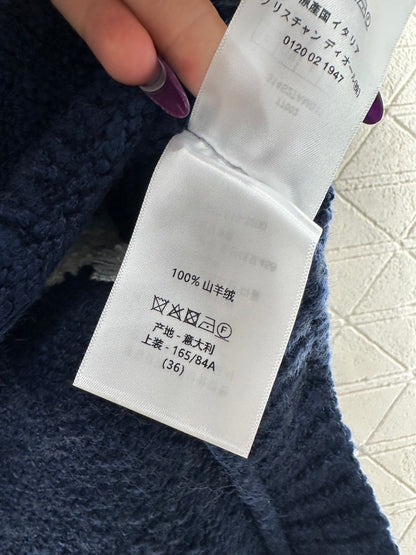 原産国 イタリア
クリスチャン ディオール(株)
0120 02 1947
100% 山羊绒
产地 - 意大利
上装 - 165/84A
(36)